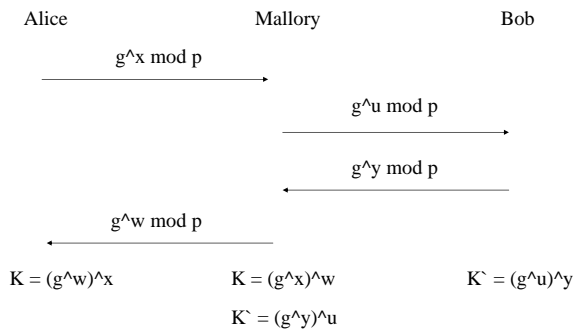 Alice Mallory Bob
g^x mod p
g^u mod p
g^y mod p
g^w mod p
K = (g^w)^x K = (g^x)^w K` = (g^u)^y
K` = (g^y)^u